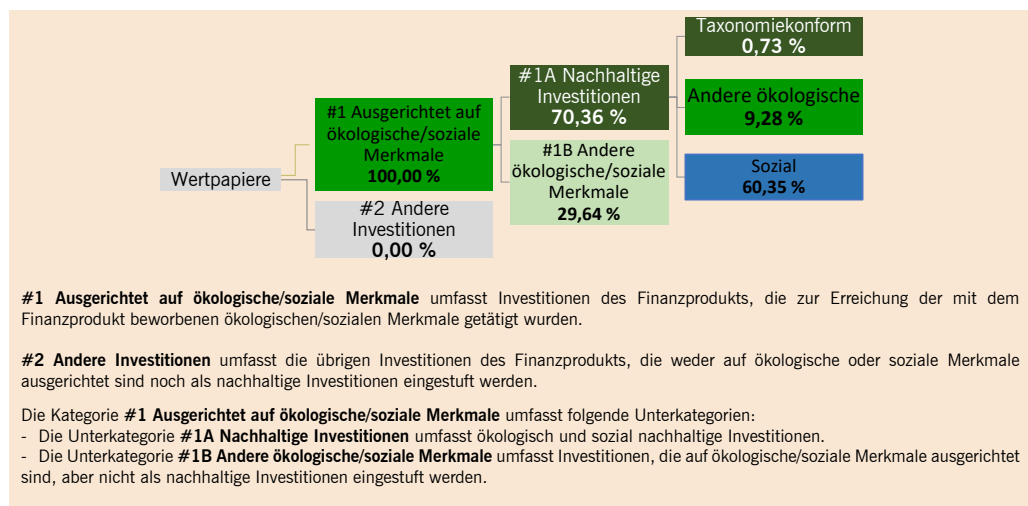 Taxonomiekonform
0,73 %
#1A Nachhaltige
Investitionen
70,36 %
Andere ökologische
9,28 %
#1 Ausgerichtet auf
ökologische/soziale
Merkmale
100,00 %
#1B Andere
ökologische/soziale
Merkmale
29,64 %
Sozial
60,35 %
Wertpapiere
#2 Andere
Investitionen
0,00 %
#1 Ausgerichtet auf ökologische/soziale Merkmale umfasst Investitionen des Finanzprodukts, die zur Erreichung der mit dem
Finanzprodukt beworbenen ökologischen/sozialen Merkmale getätigt wurden.
#2 Andere Investitionen umfasst die übrigen Investitionen des Finanzprodukts, die weder auf ökologische oder soziale Merkmale
ausgerichtet sind noch als nachhaltige Investitionen eingestuft werden.
Die Kategorie #1 Ausgerichtet auf ökologische/soziale Merkmale umfasst folgende Unterkategorien:
- Die Unterkategorie #1A Nachhaltige Investitionen umfasst ökologisch und sozial nachhaltige Investitionen.
- Die Unterkategorie #1B Andere ökologische/soziale Merkmale umfasst Investitionen, die auf ökologische/soziale Merkmale ausgerichtet
sind, aber nicht als nachhaltige Investitionen eingestuft werden.